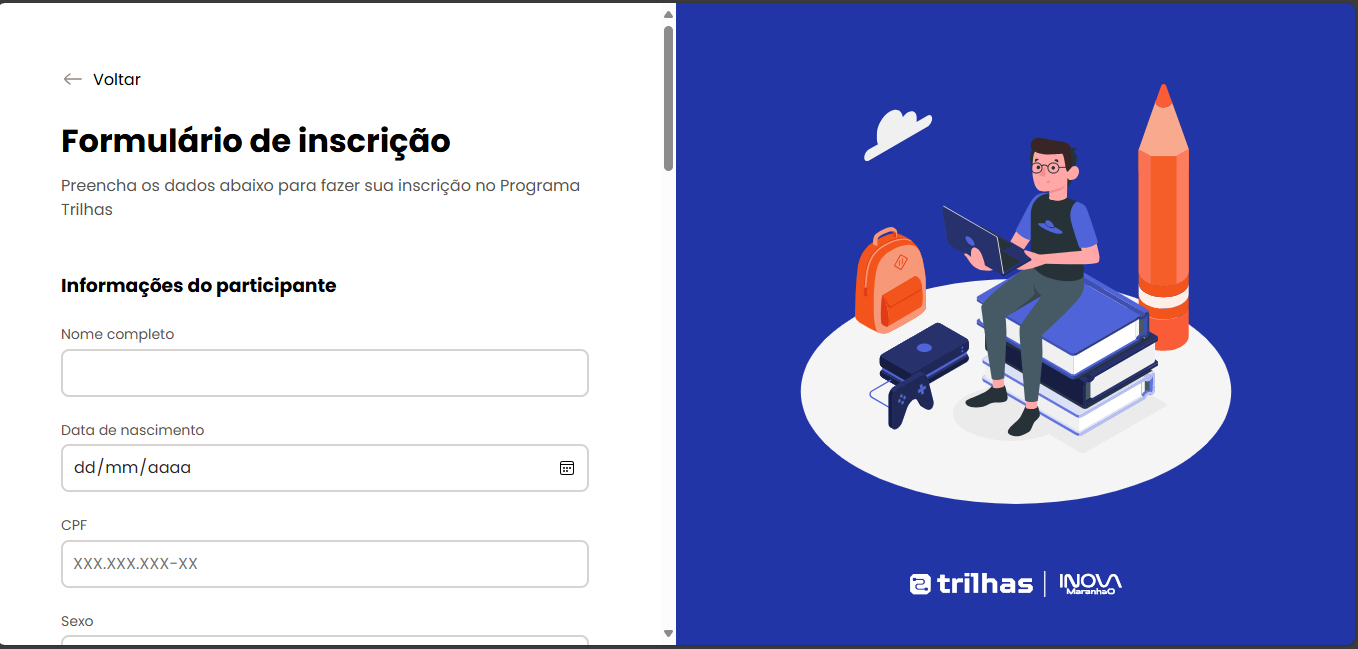 Voltar
Formulário de inscrição
Preencha os dados abaixo para fazer sua inscrição no Programa
Trilhas
Informações do participante
Nome completo
Data de nascimento
dd/mm/aaaa
CPF
XXX.XXX.XXX-XX
Sexo
trilhas
INOVA
MaranhaO